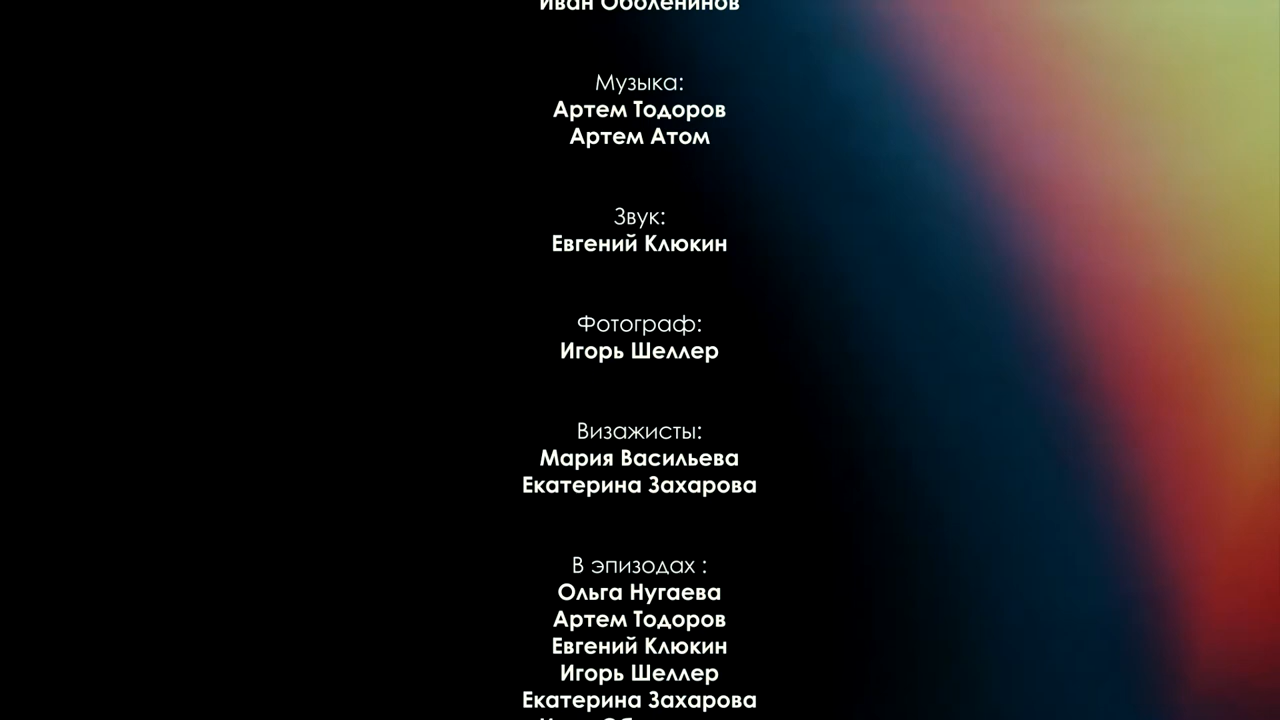 Иван Оболенинов
Музыка:
Артем Тодоров
Артем Атом
Звук:
Евгений Клюкин
Фотограф:
Игорь Шеллер
Визажисты:
Мария Васильева
Екатерина Захарова
В эпизодах :
Ольга Нугаева
Артем Тодоров
Евгений Клюкин
Игорь Шеллер
Екатерина Захарова